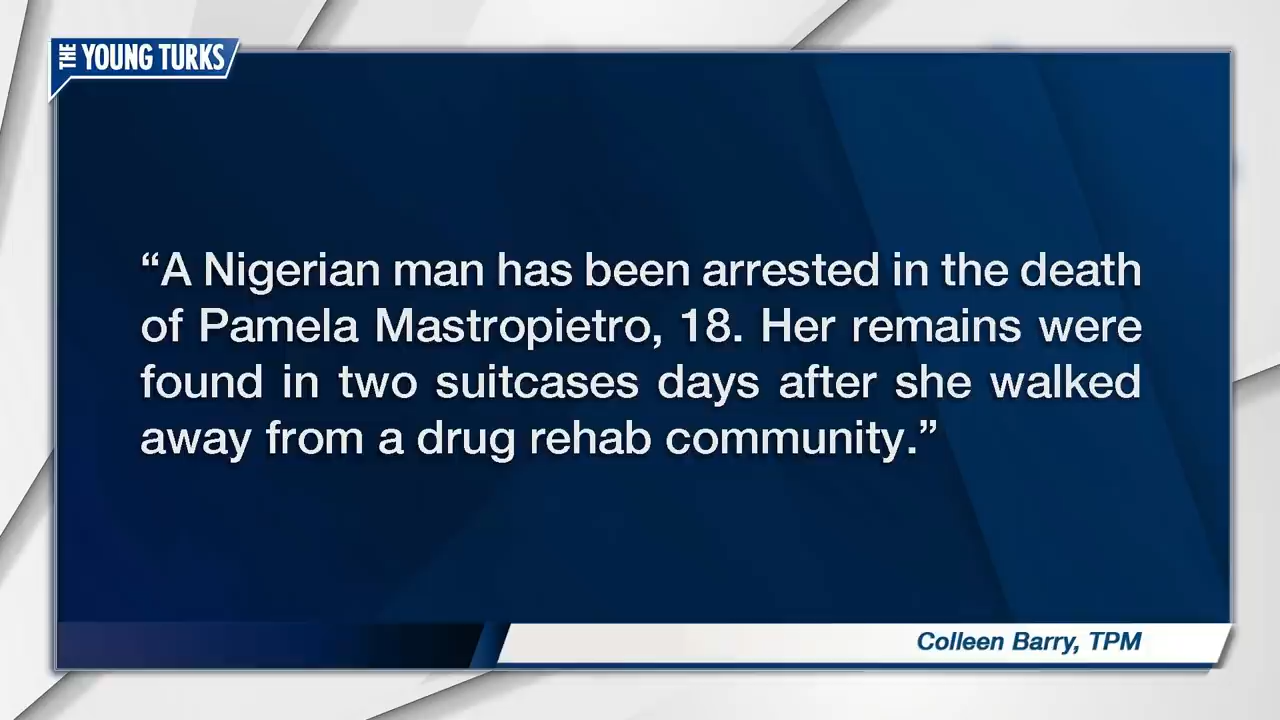 THE YOUNG TURKS
“A Nigerian man has been arrested in the death
of Pamela Mastropietro, 18. Her remains were
found in two suitcases days after she walked
away from a drug rehab community.”
Colleen Barry, TPM